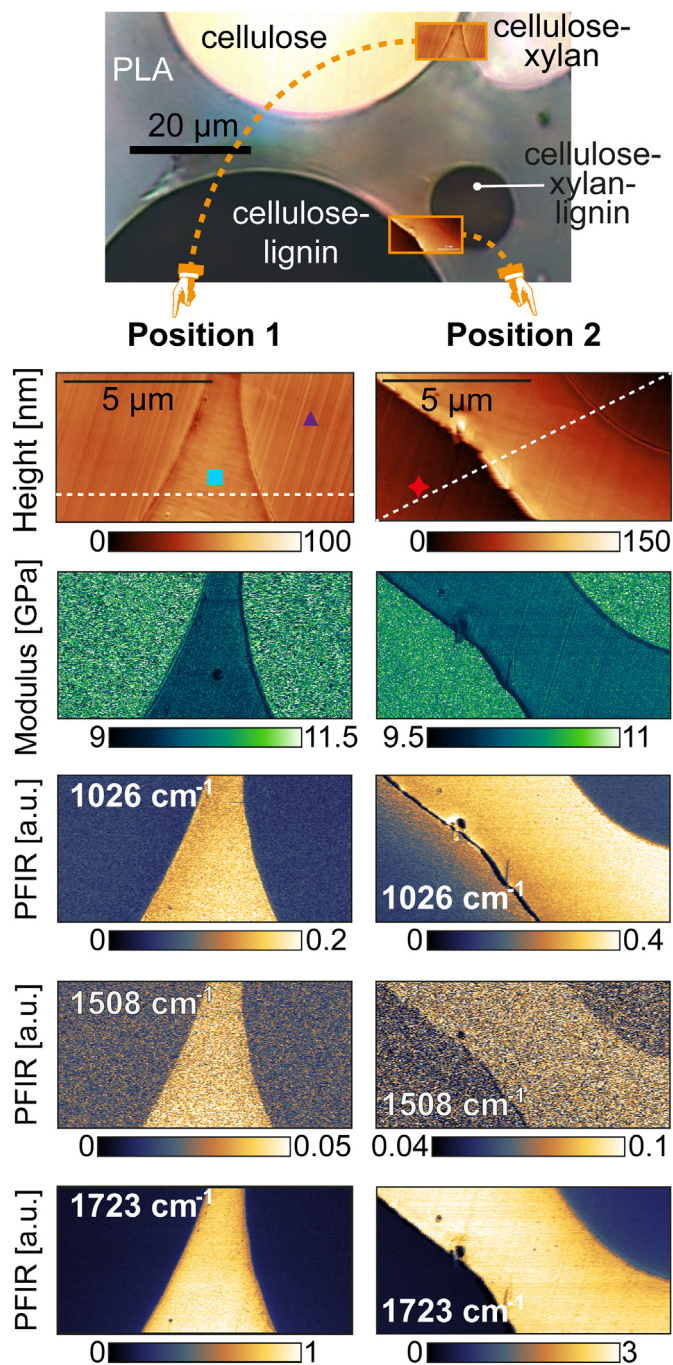 cellulose
cellulose-
xylan
PLA
20 µm
cellulose-
xylan-
lignin
cellulose-
lignin
Position 1
Position 2
Height [nm]
5 µm
5 µm
0
100
0
150
Modulus [GPa]
9
11.5
9.5
11
PFIR [a.u.]
1026 cm⁻¹
1026 cm⁻¹
0
0.2
0
0.4
PFIR [a.u.]
1508 cm⁻¹
1508 cm⁻¹
0
0.05
0.04
0.1
PFIR [a.u.]
1723 cm⁻¹
1723 cm⁻¹
0
1
0
3